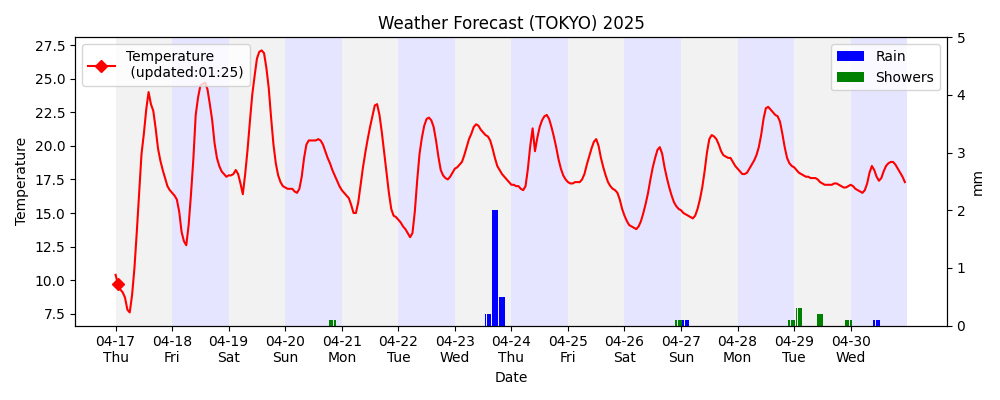 Weather Forecast (TOKYO) 2025
Temperature
(updated:01:25)
Rain
Showers
27.5
25.0
22.5
20.0
17.5
15.0
12.5
10.0
7.5
Temperature
5
4
3
2
1
0
mm
04-17 04-18 04-19 04-20 04-21 04-22 04-23 04-24 04-25 04-26 04-27 04-28 04-29 04-30
Thu Fri Sat Sun Mon Tue Wed Thu Fri Sat Sun Mon Tue Wed
Date